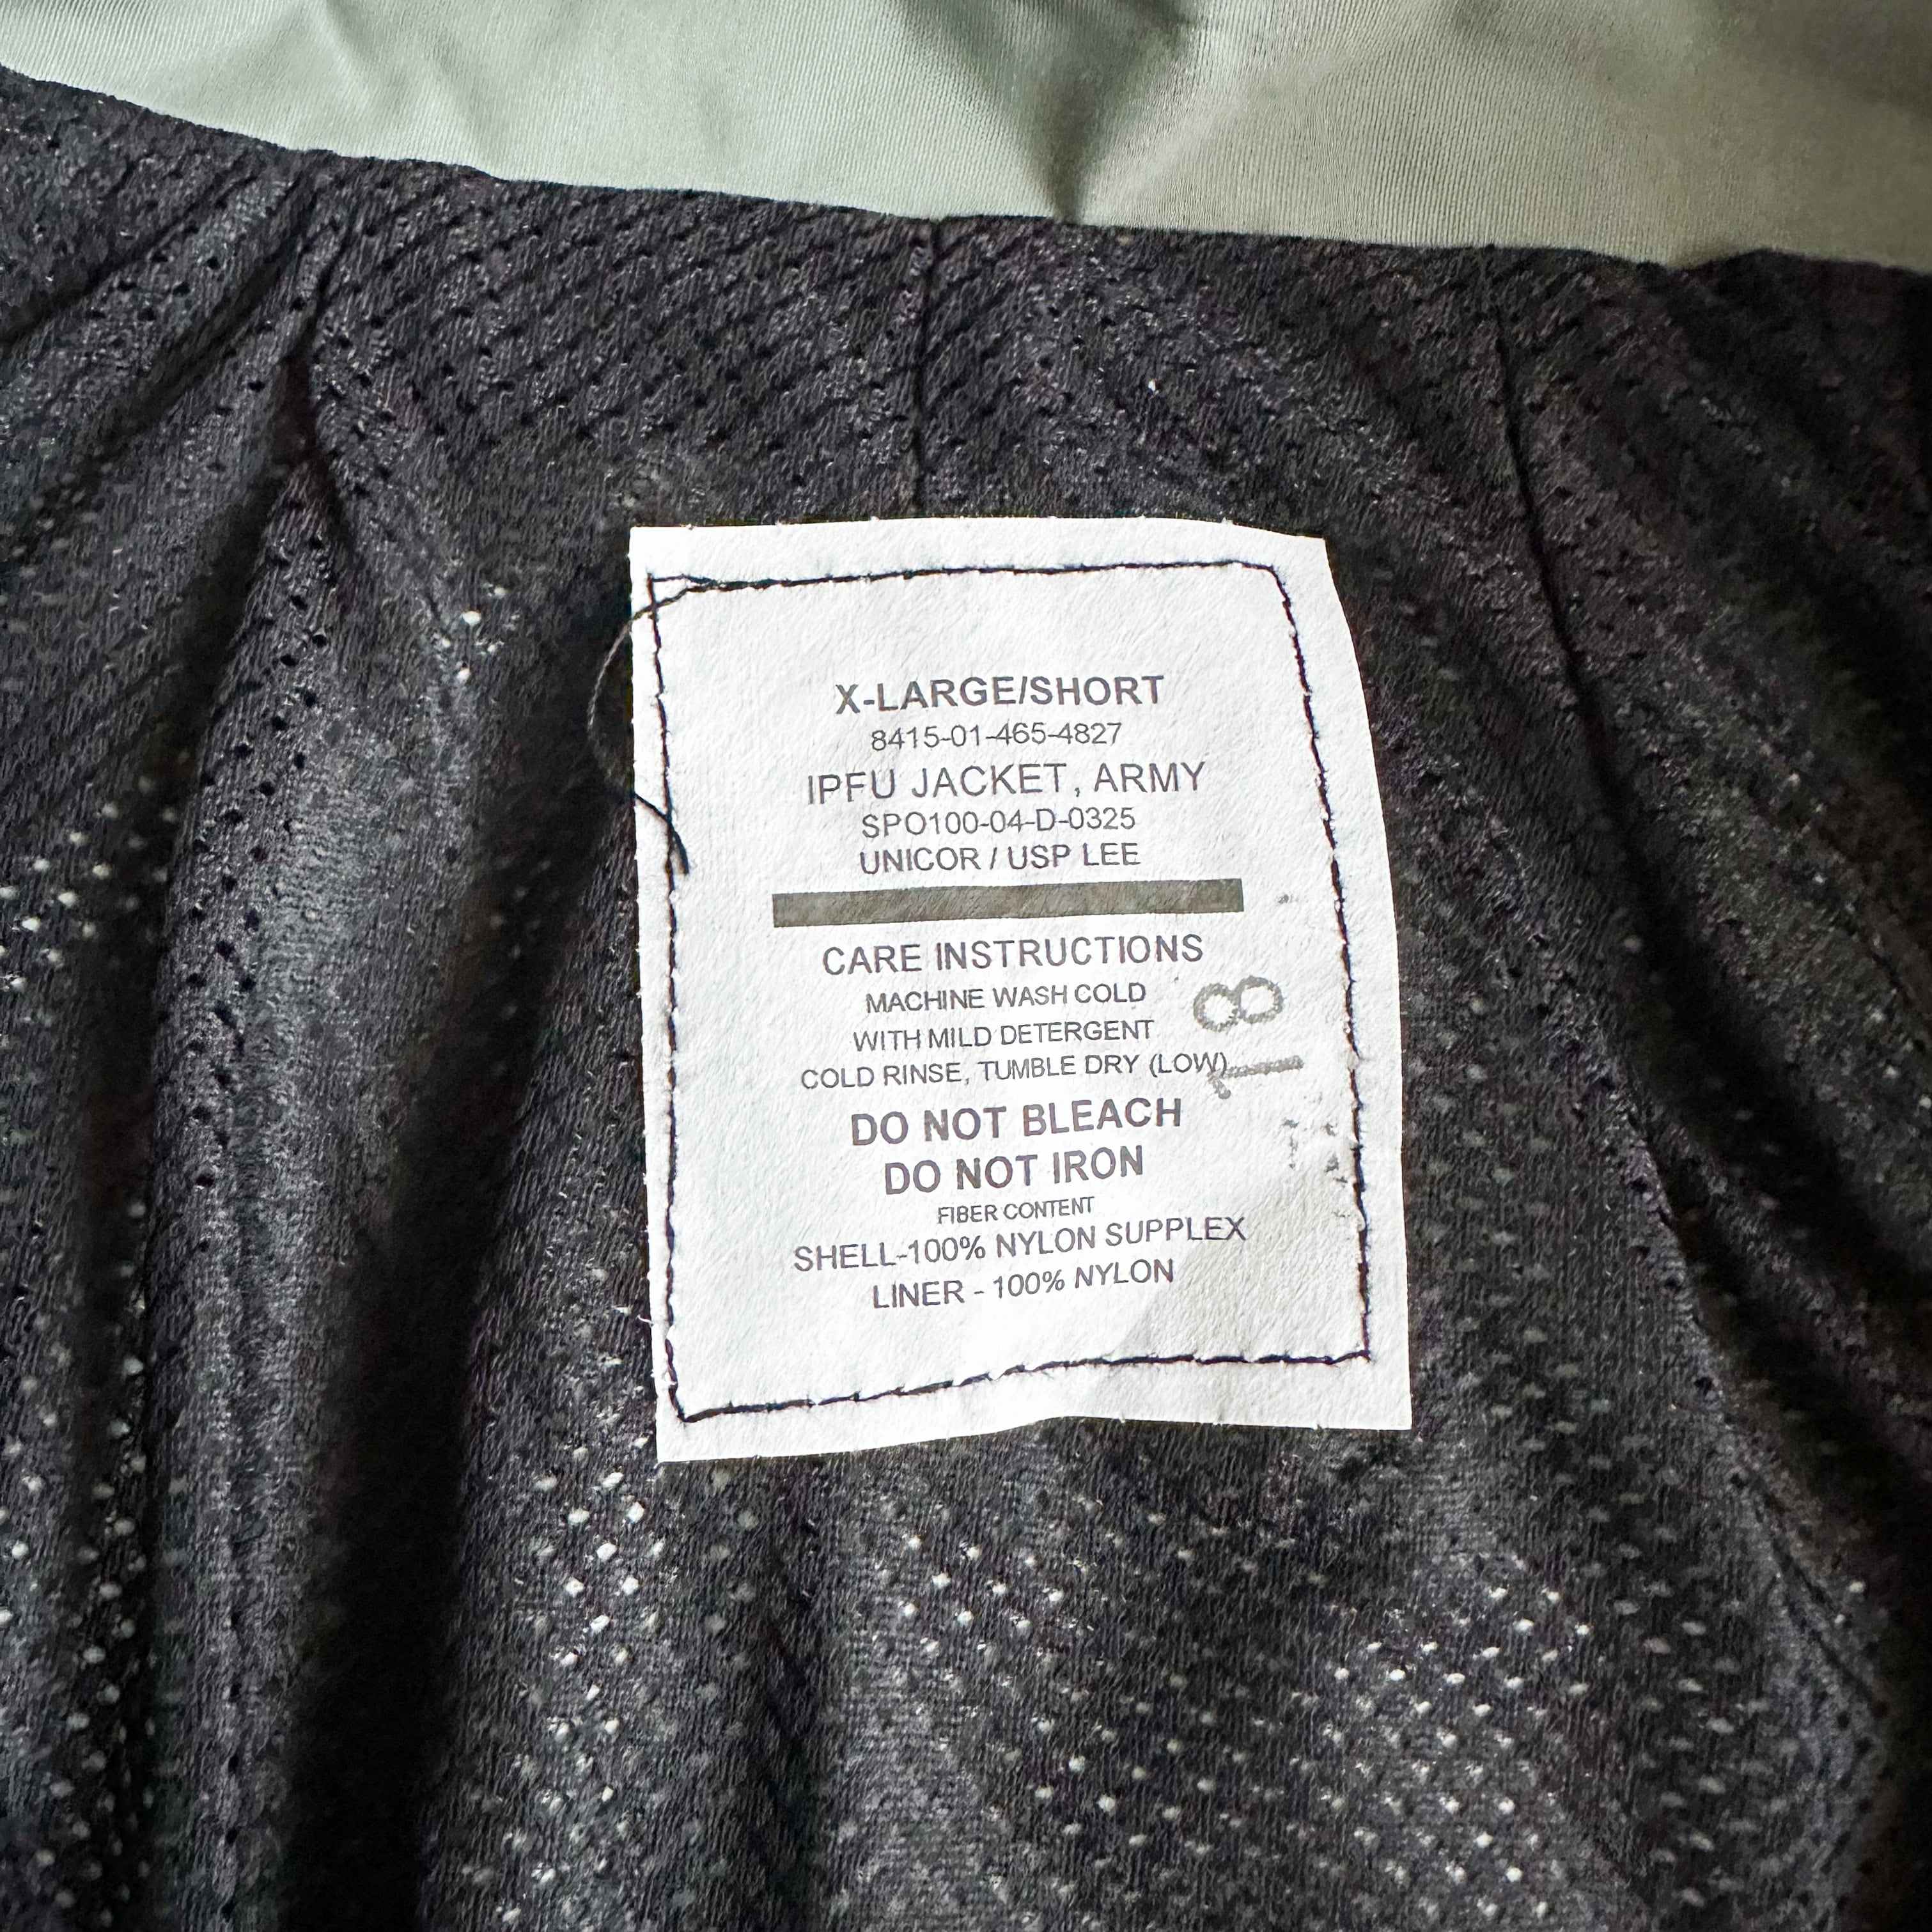 X-LARGE/SHORT
8415-01-465-4827
IPFU JACKET, ARMY
SPO100-04-D-0325
UNICOR / USP LEE
CARE INSTRUCTIONS
MACHINE WASH COLD
WITH MILD DETERGENT
COLD RINSE, TUMBLE DRY (LOW)
DO NOT BLEACH
DO NOT IRON
FIBER CONTENT
SHELL-100% NYLON SUPPLEX
LINER - 100% NYLON